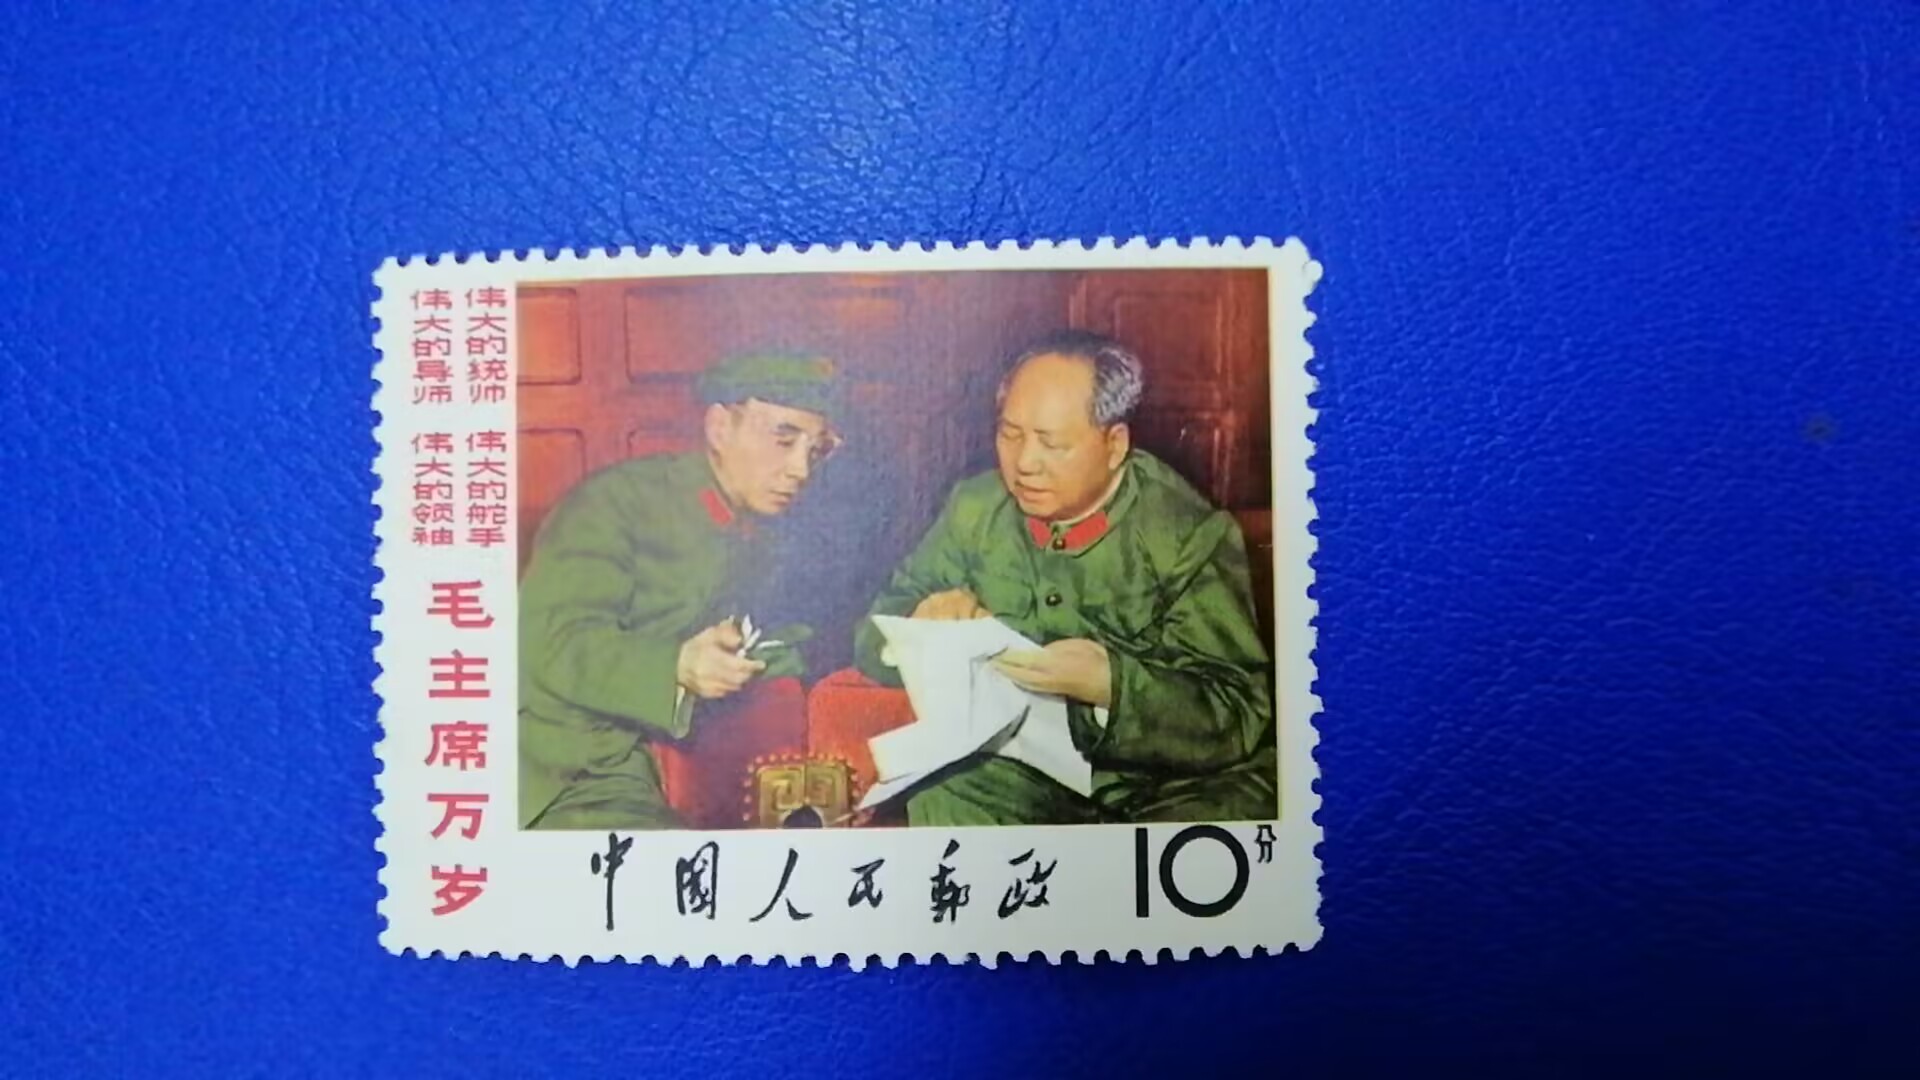 伟大的导师
伟大的领袖
伟大的统帅
伟大的舵手
毛主席万岁
中国人民郵政
10分